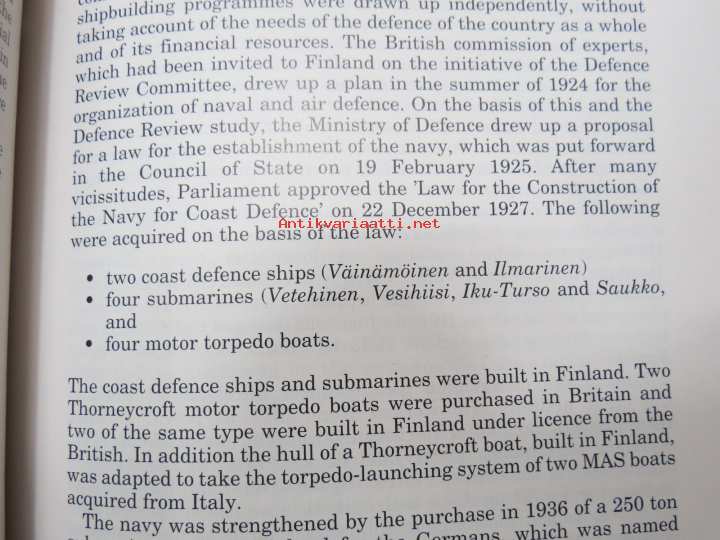 shipbuilding programmes were drawn up independently, without
taking account of the needs of the defence of the country as a whole
and of its financial resources. The British commission of experts,
which had been invited to Finland on the initiative of the Defence
Review Committee, drew up a plan in the summer of 1924 for the
organization of naval and air defence. On the basis of this and the
Defence Review study, the Ministry of Defence drew up a proposal
for a law for the establishment of the navy, which was put forward
in the Council of State on 19 February 1925. After many
vicissitudes, Parliament approved the 'Law for the Construction of
the Navy for Coast Defence' on 22 December 1927. The following
Antikvariaatti.net
were acquired on the basis of the law:
• two coast defence ships (Väinämöinen and Ilmarinen)
• four submarines (Vetehinen, Vesihiisi, Iku-Turso and Saukko,
and
• four motor torpedo boats.
The coast defence ships and submarines were built in Finland. Two
Thorneycroft motor torpedo boats were purchased in Britain and
two of the same type were built in Finland under licence from the
British. In addition the hull of a Thorneycroft boat, built in Finland,
was adapted to take the torpedo-launching system of two MAS boats
acquired from Italy.
The navy was strengthened by the purchase in 1936 of a 250 ton
for the Germans, which was named